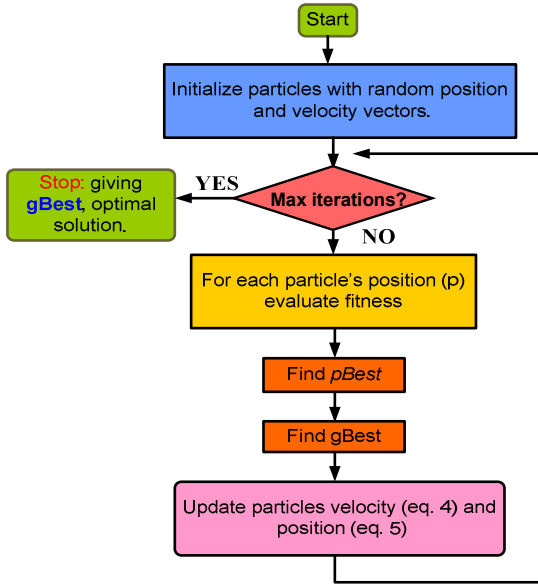 Start
Initialize particles with random position
and velocity vectors.
YES
Stop: giving
gBest, optimal
solution.
Max iterations?
NO
For each particle's position (p)
evaluate fitness
Find pBest
Find gBest
Update particles velocity (eq. 4) and
position (eq. 5)